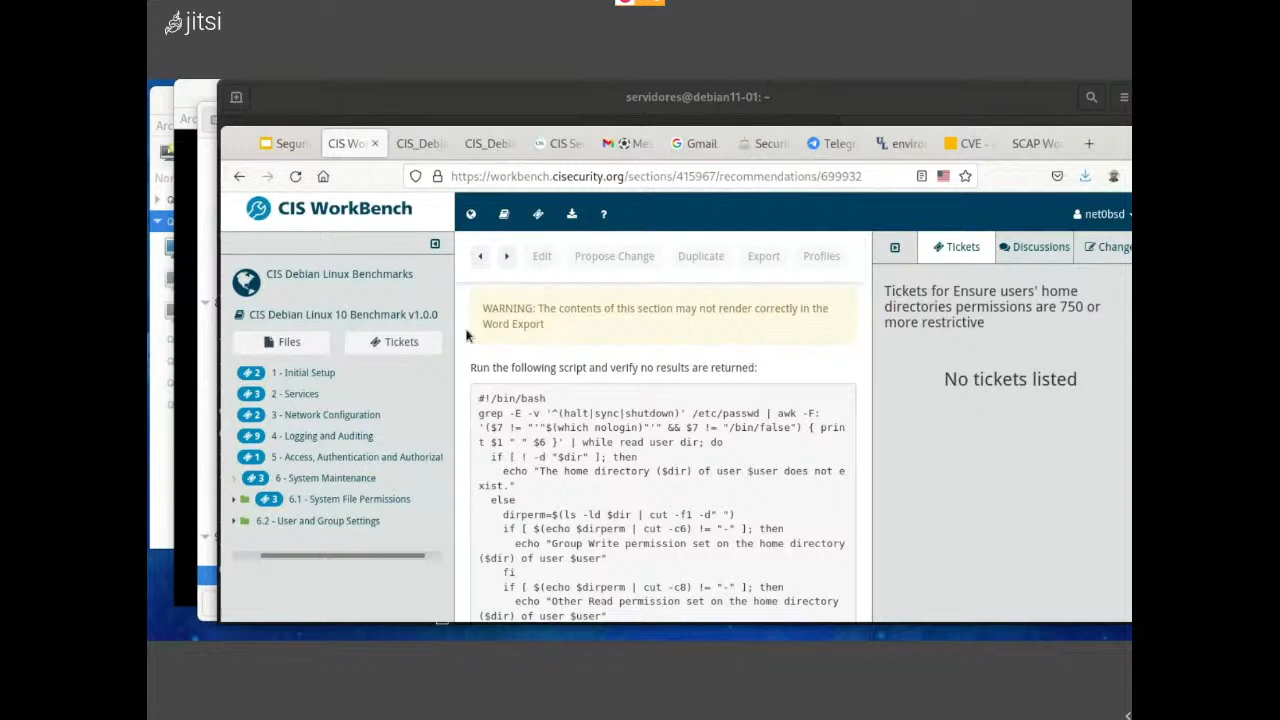 jitsi
servidores@debian11-01: ~
Segur
CIS Wo
CIS_Debi
CIS_Debi
CIS Se
Me
Gmail
Securi
Telegr
enviro
CVE -
SCAP Wo
https://workbench.cisecurity.org/sections/415967/recommendations/699932
CIS WorkBench
net0bsd
Edit
Propose Change
Duplicate
Export
Profiles
Tickets
Discussions
Change
CIS Debian Linux Benchmarks
CIS Debian Linux 10 Benchmark v1.0.0
Files
Tickets
2 1 - Initial Setup
3 2 - Services
2 3 - Network Configuration
9 4 - Logging and Auditing
1 5 - Access, Authentication and Authorizat
3 6 - System Maintenance
3 6.1 - System File Permissions
6.2 - User and Group Settings
WARNING: The contents of this section may not render correctly in the
Word Export
Run the following script and verify no results are returned:
#!/bin/bash
grep -E -v '^(halt|sync|shutdown)' /etc/passwd | awk -F:
'($7 != "'"$(which nologin)"'" && $7 != "/bin/false") { prin
t $1 " " $6 }' | while read user dir; do
if [ ! -d "$dir" ]; then
echo "The home directory ($dir) of user $user does not e
xist."
else
dirperm=$(ls -ld $dir | cut -f1 -d" ")
if [ $(echo $dirperm | cut -c6) != "-" ]; then
echo "Group Write permission set on the home directory
($dir) of user $user"
fi
if [ $(echo $dirperm | cut -c8) != "-" ]; then
echo "Other Read permission set on the home directory
($dir) of user $user"
Tickets for Ensure users' home
directories permissions are 750 or
more restrictive
No tickets listed